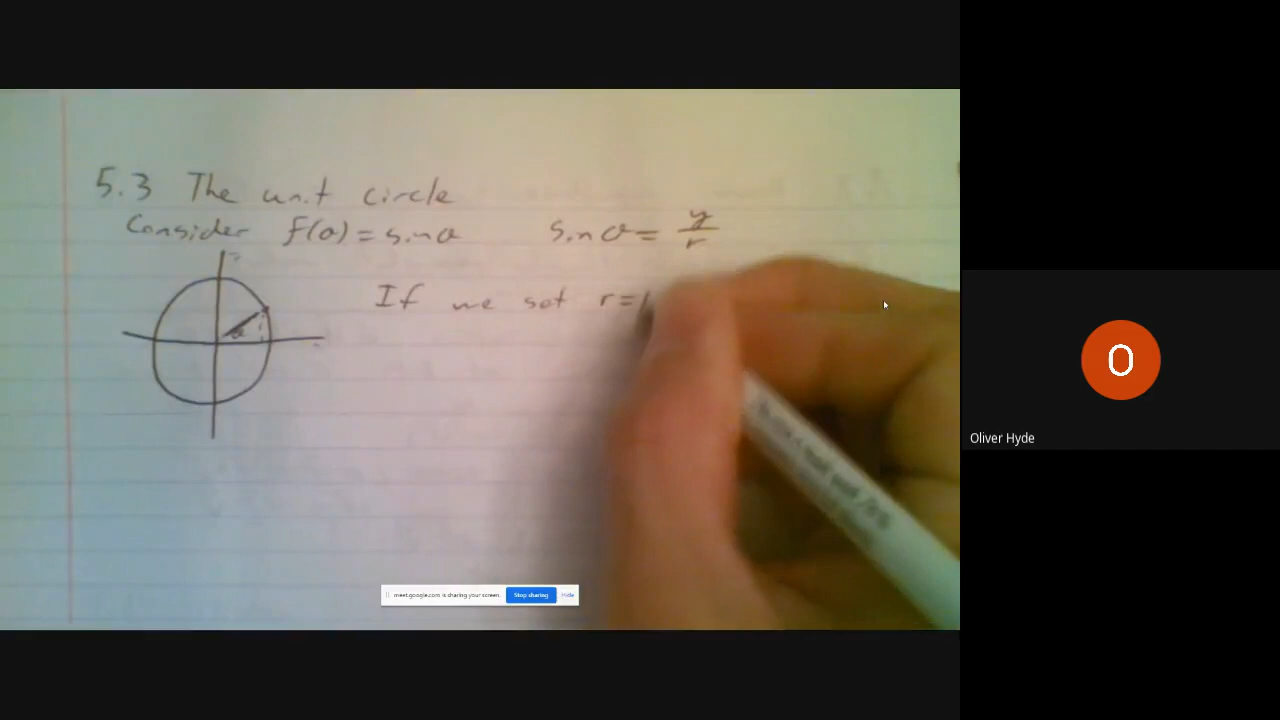 5.3 The unit circle
Consider f(θ) = sin θ    sin θ = y/r
If we set r=1
θ
meet.google.com is sharing your screen.
Stop sharing
Hide
O
Oliver Hyde